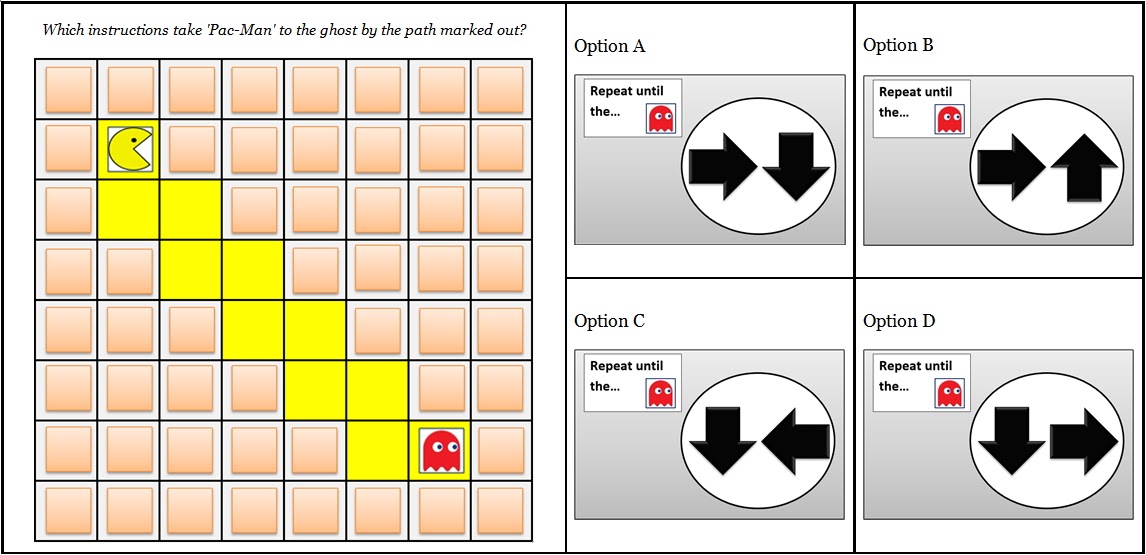 Which instructions take 'Pac-Man' to the ghost by the path marked out?
Option A
Repeat until
the...
Option B
Repeat until
the...
Option C
Repeat until
the...
Option D
Repeat until
the...